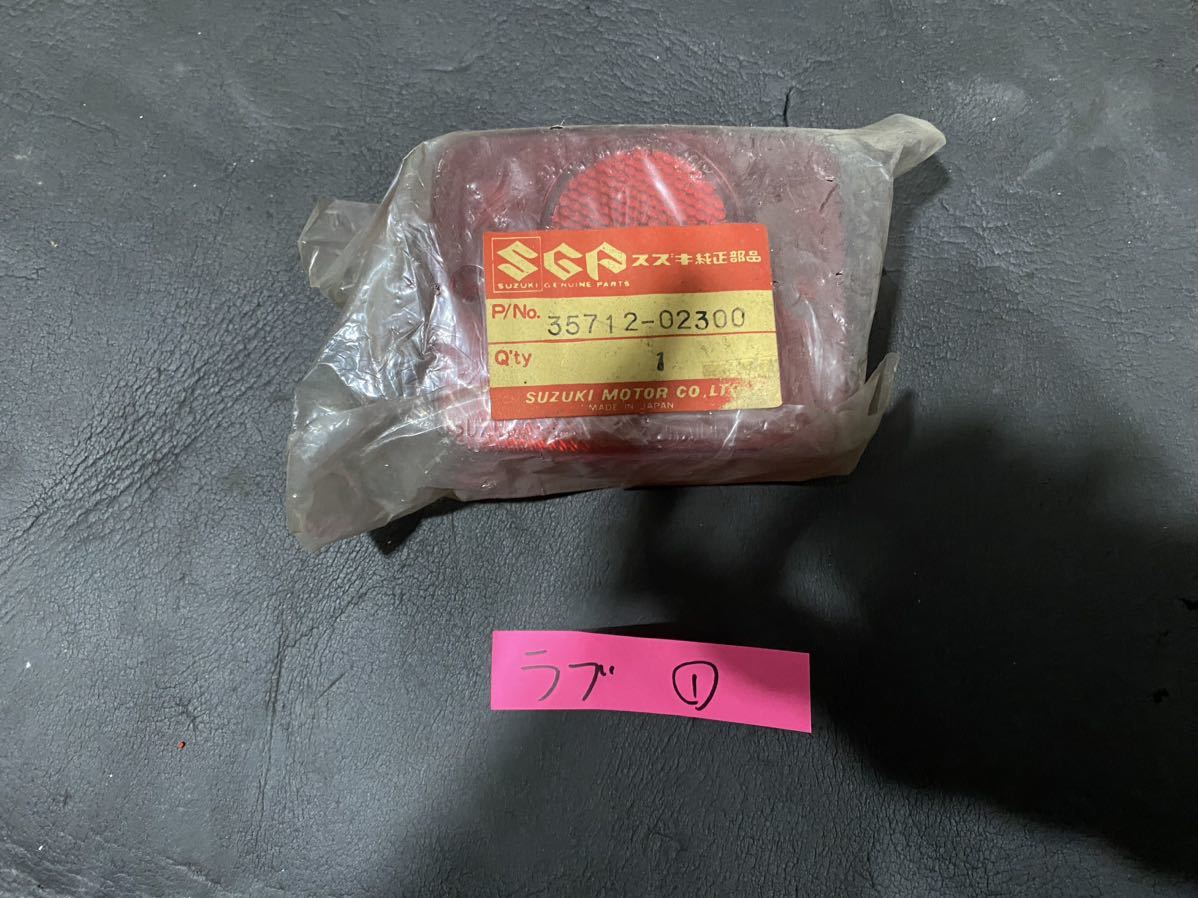 SGP スズキ純正部品
SUZUKI GENUINE PARTS
P/No. 35712-02300
Q'ty 1
SUZUKI MOTOR CO., LTD.
MADE IN JAPAN
ラブ ①